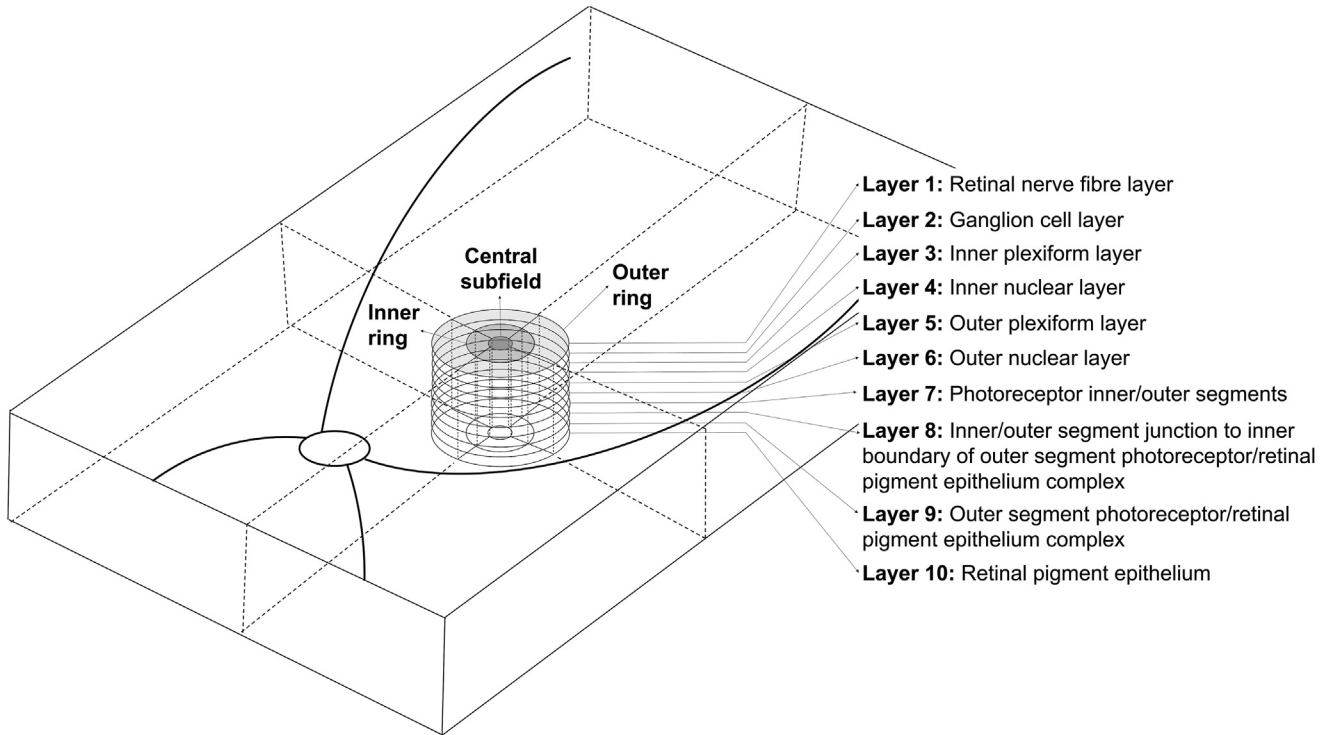 Central
subfield
Outer
ring
Inner
ring
Layer 1: Retinal nerve fibre layer
Layer 2: Ganglion cell layer
Layer 3: Inner plexiform layer
Layer 4: Inner nuclear layer
Layer 5: Outer plexiform layer
Layer 6: Outer nuclear layer
Layer 7: Photoreceptor inner/outer segments
Layer 8: Inner/outer segment junction to inner
boundary of outer segment photoreceptor/retinal
pigment epithelium complex
Layer 9: Outer segment photoreceptor/retinal
pigment epithelium complex
Layer 10: Retinal pigment epithelium